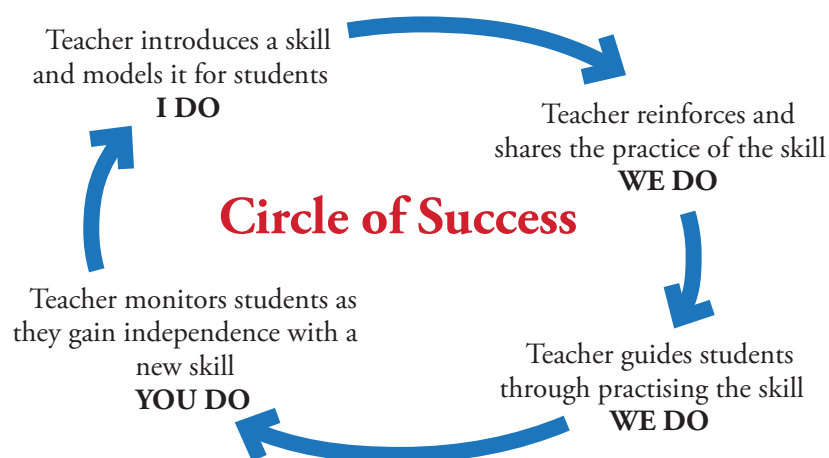 Teacher introduces a skill
and models it for students
I DO
Teacher reinforces and
shares the practice of the skill
WE DO
Circle of Success
Teacher monitors students as
they gain independence with a
new skill
YOU DO
Teacher guides students
through practising the skill
WE DO